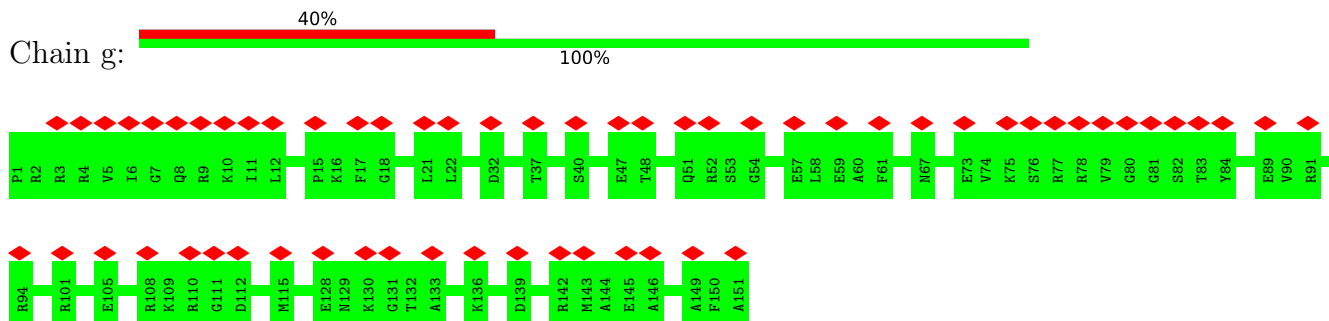 40%
Chain g:
100%
P1 R2 R3 R4 V5 I6 G7 Q8 R9 K10 I11 L12 P15 K16 F17 G18 L21 L22 D32 T37 S40 E47 T48 Q51 R52 S53 G54 E57 L58 E59 A60 F61 N67 E73 V74 K75 S76 R77 R78 V79 G80 G81 S82 T83 Y84 E89 V90 R91
R94 R101 E105 R108 K109 R110 G111 D112 M115 E128 N129 K130 G131 T132 A133 K136 D139 R142 M143 A144 E145 A146 A149 F150 A151